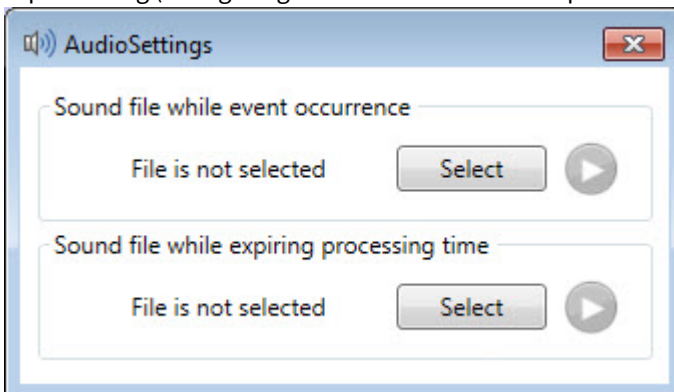 AudioSettings
Sound file while event occurrence
File is not selected Select
Sound file while expiring processing time
File is not selected Select